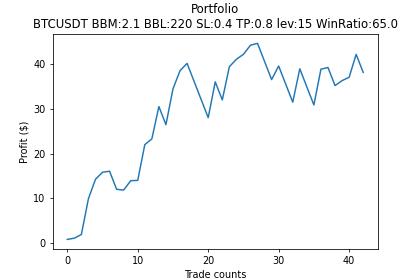 Portfolio
BTCUSDT BBM:2.1 BBL:220 SL:0.4 TP:0.8 lev:15 WinRatio:65.0
Profit ($)
40
30
20
10
0
0
10
20
30
40
Trade counts